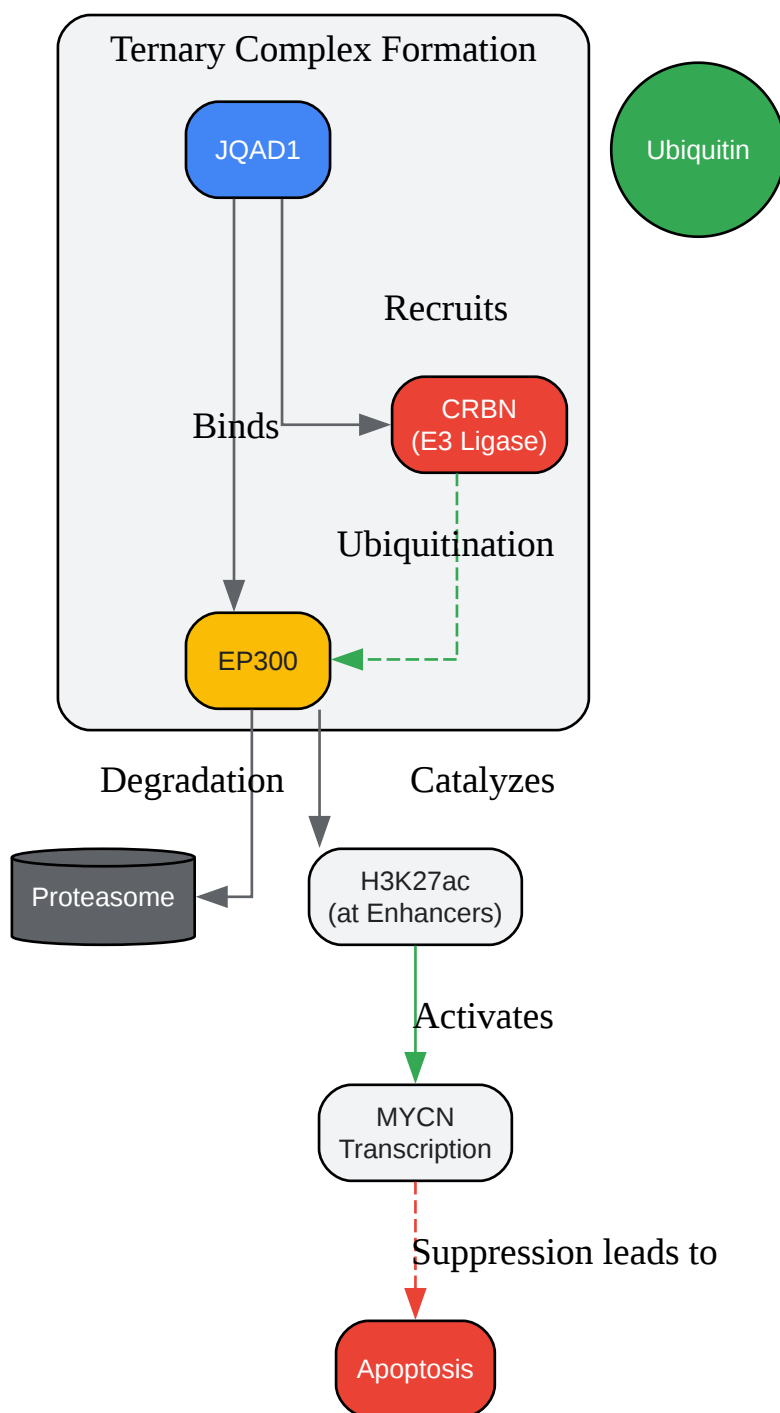 Ternary Complex Formation
JQAD1
Ubiquitin
Recruits
CRBN
(E3 Ligase)
Binds
Ubiquitination
EP300
Degradation
Catalyzes
Proteasome
H3K27ac
(at Enhancers)
Activates
MYCN
Transcription
Suppression leads to
Apoptosis